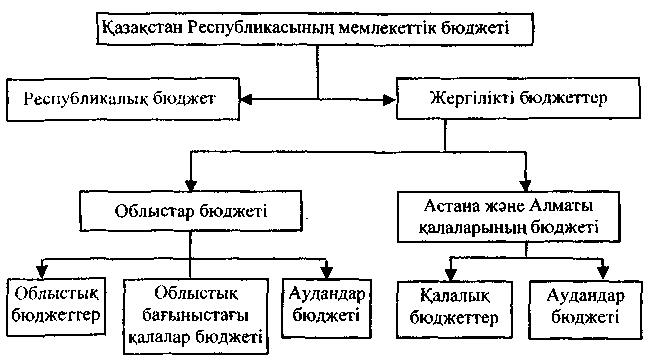 Қазақстан Республикасының мемлекеттік бюджеті
Республикалық бюджет
Жергілікті бюджеттер
Облыстар бюджеті
Астана және Алматы
қалаларының бюджеті
Облыстық
бюджеттер
Облыстық
бағыныстағы
қалалар бюджеті
Аудандар
бюджеті
Қалалық
бюджеттер
Аудандар
бюджеті